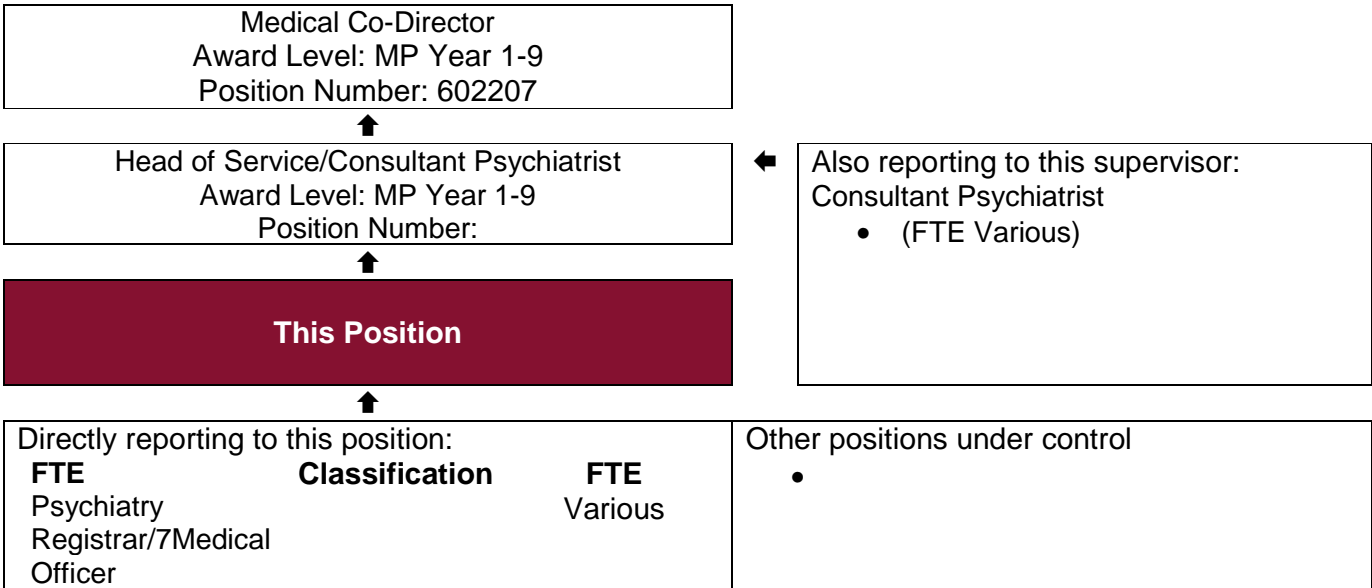 Medical Co-Director
Award Level: MP Year 1-9
Position Number: 602207
Head of Service/Consultant Psychiatrist
Award Level: MP Year 1-9
Position Number:
Also reporting to this supervisor:
Consultant Psychiatrist
• (FTE Various)
This Position
Directly reporting to this position:
FTE Classification FTE
Psychiatry Various
Registrar/7Medical
Officer
Other positions under control
•